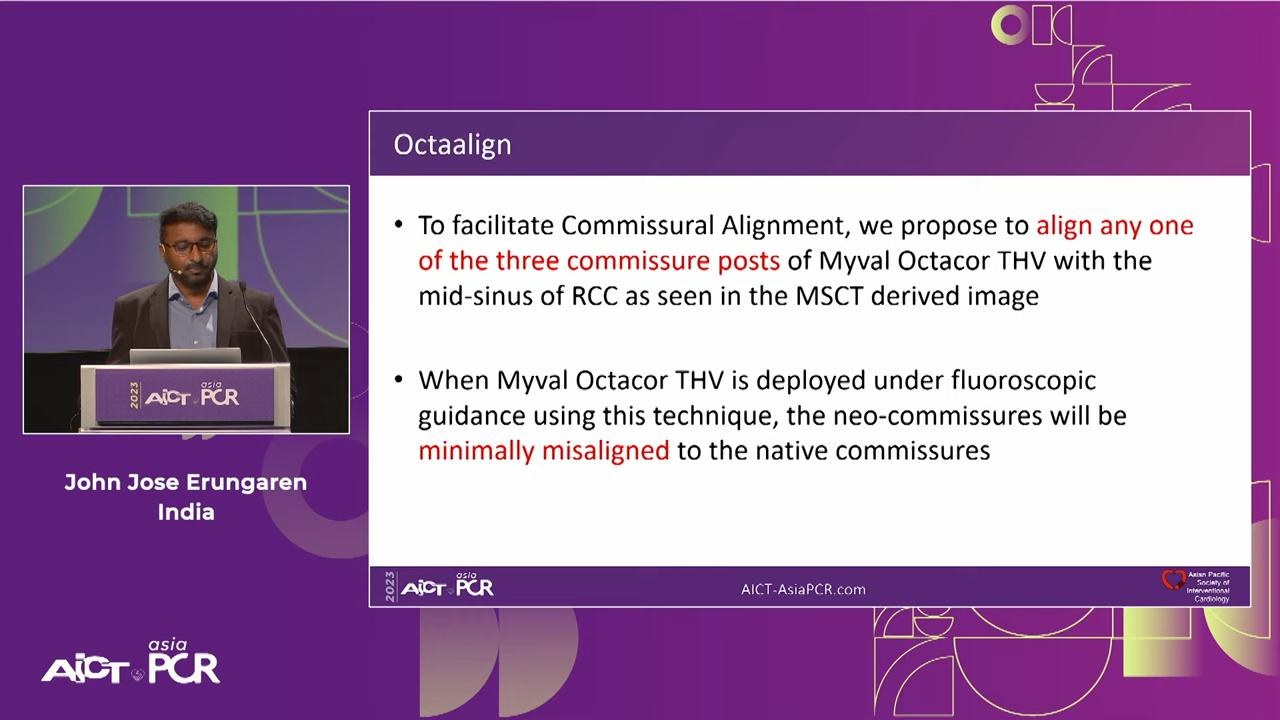 Octaalign
• To facilitate Commissural Alignment, we propose to align any one
of the three commissure posts of Myval Octacor THV with the
mid-sinus of RCC as seen in the MSCT derived image
• When Myval Octacor THV is deployed under fluoroscopic
guidance using this technique, the neo-commissures will be
minimally misaligned to the native commissures
2023 AICT asia PCR
AICT-AsiaPCR.com
Asian Pacific
Society of
Interventional
Cardiology
2023 AICT asia PCR
John Jose Erungaren
India
AICT asia PCR